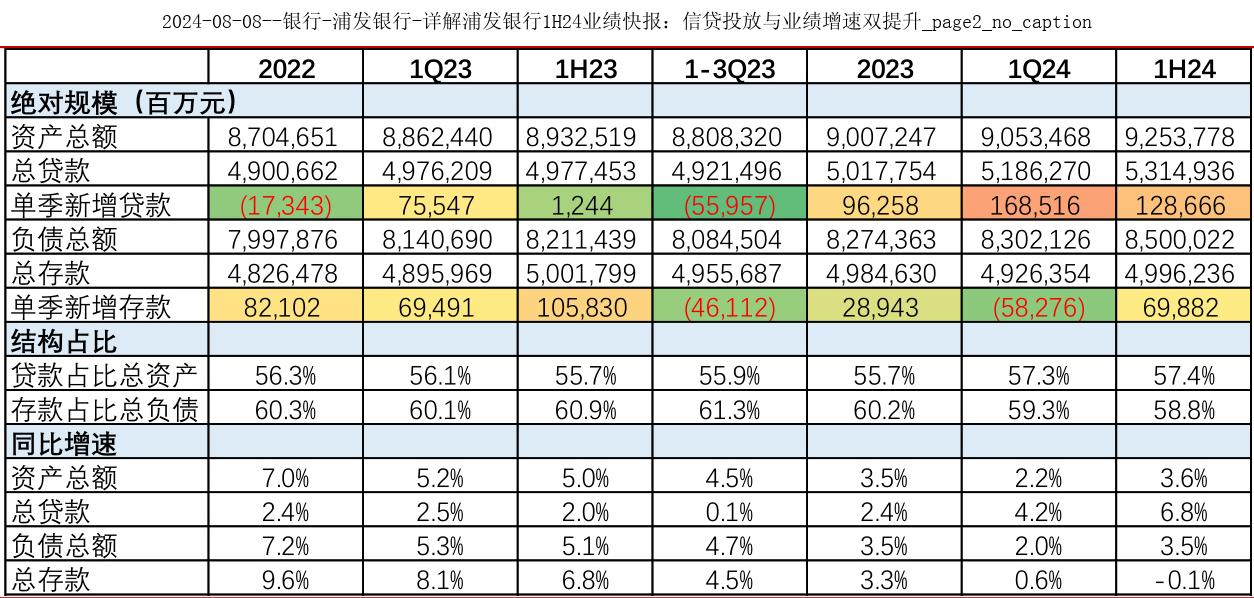 2024-08-08--银行-浦发银行-详解浦发银行1H24业绩快报：信贷投放与业绩增速双提升_page2_no_caption
2022 1Q23 1H23 1-3Q23 2023 1Q24 1H24
绝对规模（百万元）
资产总额 8,704,651 8,862,440 8,932,519 8,808,320 9,007,247 9,053,468 9,253,778
总贷款 4,900,662 4,976,209 4,977,453 4,921,496 5,017,754 5,186,270 5,314,936
单季新增贷款 (17,343) 75,547 1,244 (55,957) 96,258 168,516 128,666
负债总额 7,997,876 8,140,690 8,211,439 8,084,504 8,274,363 8,302,126 8,500,022
总存款 4,826,478 4,895,969 5,001,799 4,955,687 4,984,630 4,926,354 4,996,236
单季新增存款 82,102 69,491 105,830 (46,112) 28,943 (58,276) 69,882
结构占比
贷款占比总资产 56.3% 56.1% 55.7% 55.9% 55.7% 57.3% 57.4%
存款占比总负债 60.3% 60.1% 60.9% 61.3% 60.2% 59.3% 58.8%
同比增速
资产总额 7.0% 5.2% 5.0% 4.5% 3.5% 2.2% 3.6%
总贷款 2.4% 2.5% 2.0% 0.1% 2.4% 4.2% 6.8%
负债总额 7.2% 5.3% 5.1% 4.7% 3.5% 2.0% 3.5%
总存款 9.6% 8.1% 6.8% 4.5% 3.3% 0.6% -0.1%